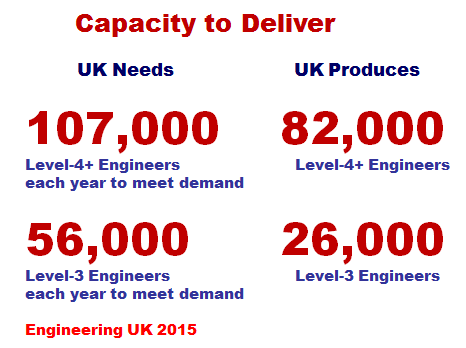 Capacity to Deliver
UK Needs
UK Produces
107,000
82,000
Level-4+ Engineers
each year to meet demand
Level-4+ Engineers
56,000
26,000
Level-3 Engineers
each year to meet demand
Level-3 Engineers
Engineering UK 2015